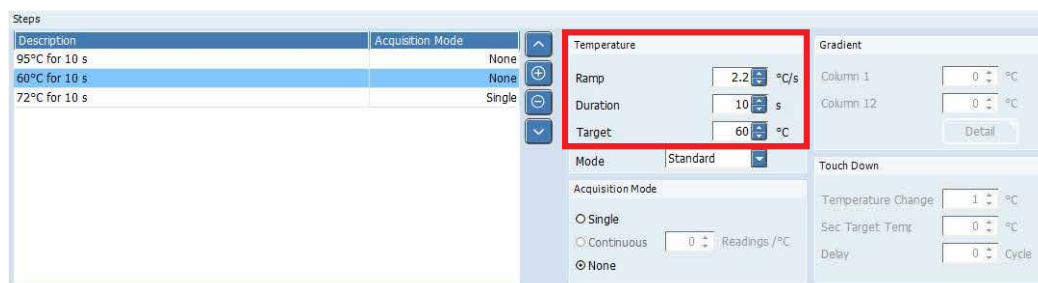 Steps
Description Acquisition Mode
95°C for 10 s None
60°C for 10 s None
72°C for 10 s Single
Temperature
Ramp 2.2 °C/s
Duration 10 s
Target 60 °C
Mode Standard
Acquisition Mode
Single
Continuous 0 Readings /°C
None
Gradient
Column 1 0 °C
Column 12 0 °C
Detail
Touch Down
Temperature Change 1 °C
Sec Target Temp 0 °C
Delay 0 Cycle